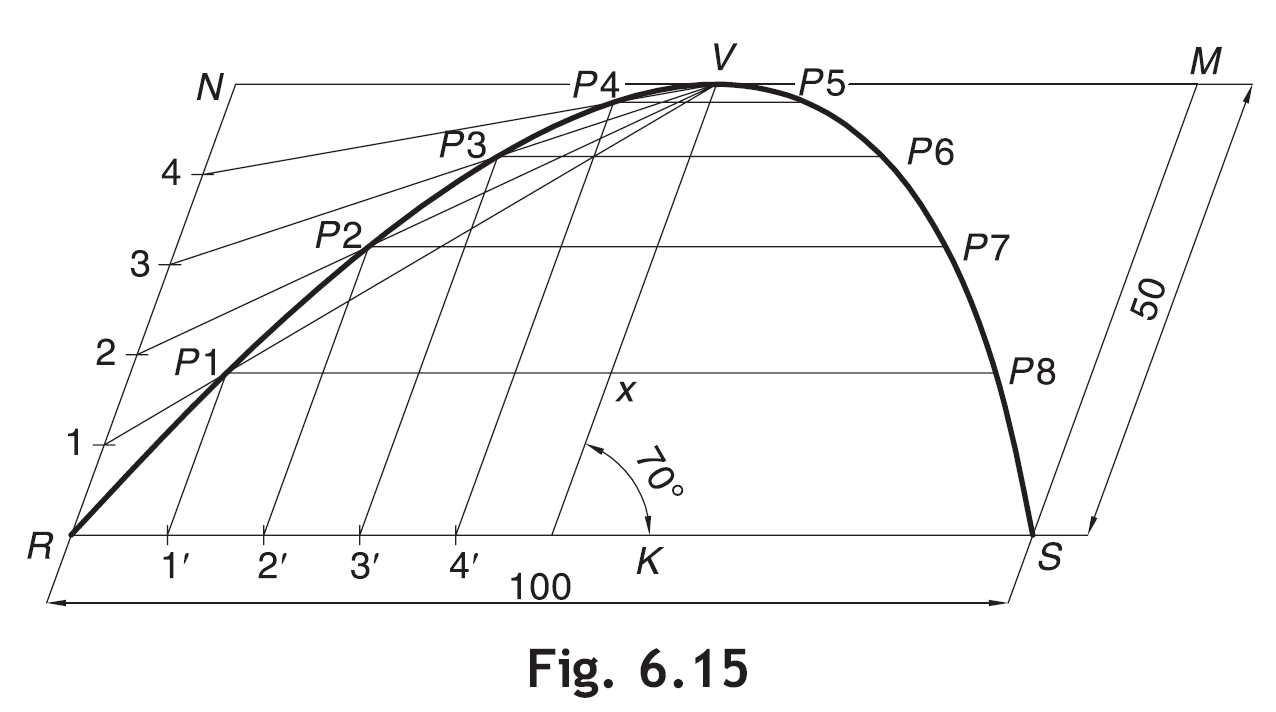 V
M
N
P4
P5
P3
P6
4
P2
P7
3
50
2
P1
P8
x
1
70°
R
1′
2′
3′
4′
K
S
100
Fig. 6.15